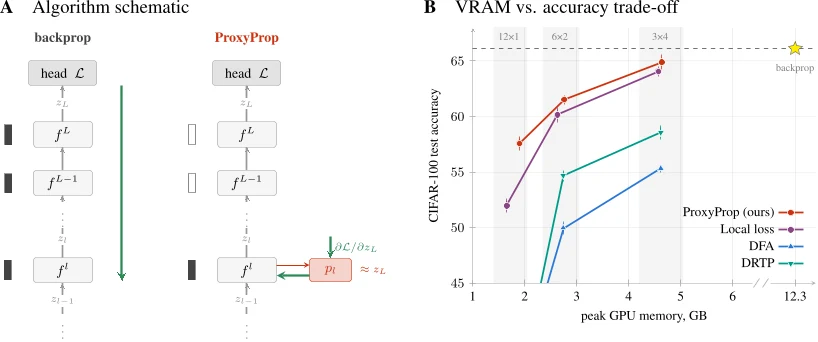 A Algorithm schematic
backprop
ProxyProp
head ℒ
z_L
f^L
f^{L−1}
z_l
f^l
z_{l−1}
head ℒ
z_L
f^L
f^{L−1}
z_l
f^l
z_{l−1}
∂ℒ/∂z_L
p_l
≈ z_L
B VRAM vs. accuracy trade-off
12×1
6×2
3×4
backprop
CIFAR-100 test accuracy
65
60
55
50
45
ProxyProp (ours)
Local loss
DFA
DRTP
1 2 3 4 5 6 12.3
peak GPU memory, GB